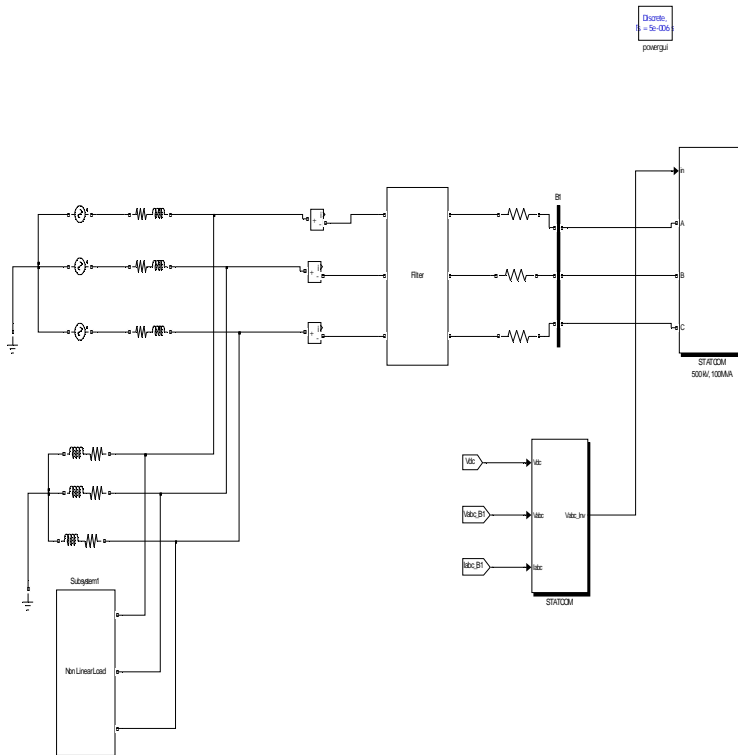 Discrete,
Ts = 5e-006 s
powergui
B1
in
A
i
+ -
i
+ -
Filter
B
i
+ -
C
STATCOM
500 kV, 100MVA
Vdc
Vdc
Vabc_B1
Vabc
Vabc_Inv
Iabc_B1
Iabc
STATCOM
Subsystem1
Non Linear Load